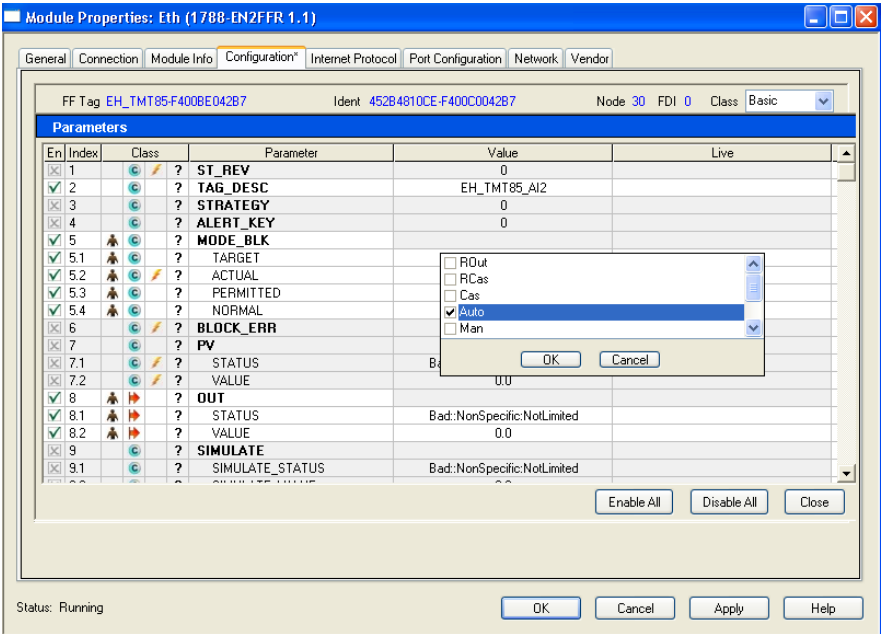 Module Properties: Eth (1788-EN2FFR 1.1)
General Connection Module Info Configuration* Internet Protocol Port Configuration Network Vendor
FF Tag EH_TMT85-F400BE042B7 Ident 452B4810CE-F400C0042B7 Node 30 FDI 0 Class Basic
Parameters
En Index Class Parameter Value Live
1 C ? ST_REV 0
2 C ? TAG_DESC EH_TMT85_AI2
3 C ? STRATEGY 0
4 C ? ALERT_KEY 0
5 C ? MODE_BLK
5.1 C ? TARGET
5.2 C ? ACTUAL
5.3 C ? PERMITTED
5.4 C ? NORMAL
ROut
RCas
Cas
Auto
Man
OK Cancel
6 C ? BLOCK_ERR
7 C ? PV
7.1 C ? STATUS
7.2 C ? VALUE 0.0
8 ? OUT
8.1 ? STATUS Bad::NonSpecific:NotLimited
8.2 ? VALUE 0.0
9 C ? SIMULATE
9.1 C ? SIMULATE_STATUS Bad::NonSpecific:NotLimited
Enable All Disable All Close
Status: Running OK Cancel Apply Help